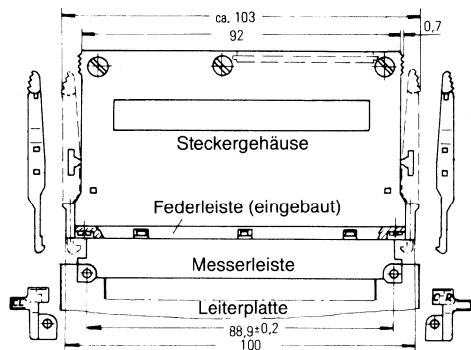 ca. 103
92
0,7
Steckergehäuse
Federleiste (eingebaut)
Messerleiste
Leiterplatte
88,9±0,2
100